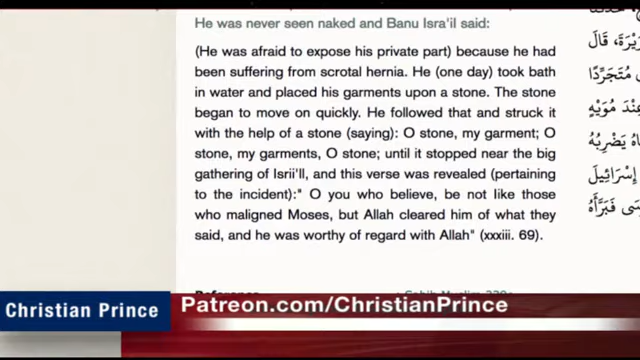 He was never seen naked and Banu Isra'il said:
(He was afraid to expose his private part) because he had
been suffering from scrotal hernia. He (one day) took bath
in water and placed his garments upon a stone. The stone
began to move on quickly. He followed that and struck it
with the help of a stone (saying): O stone, my garment; O
stone, my garments, O stone; until it stopped near the big
gathering of Isrii'll, and this verse was revealed (pertaining
to the incident):" O you who believe, be not like those
who maligned Moses, but Allah cleared him of what they
said, and he was worthy of regard with Allah" (xxxiii. 69).
قَالَ
مُتَجَرِّدًا
عِنْدَ مُوَيْهٍ
يَضْرِبُهُ
إِسْرَائِيلَ
فَبَرَّأَهُ
Christian Prince
Patreon.com/ChristianPrince